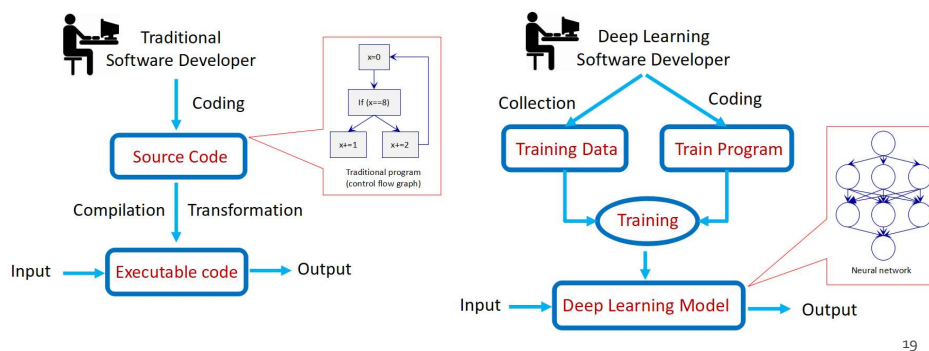 Traditional
Software Developer
Coding
Source Code
Compilation
Transformation
Input
Executable code
Output
x=0
If (x==8)
x+=1
x+=2
Traditional program
(control flow graph)
Deep Learning
Software Developer
Collection
Coding
Training Data
Train Program
Training
Input
Deep Learning Model
Output
Neural network
19